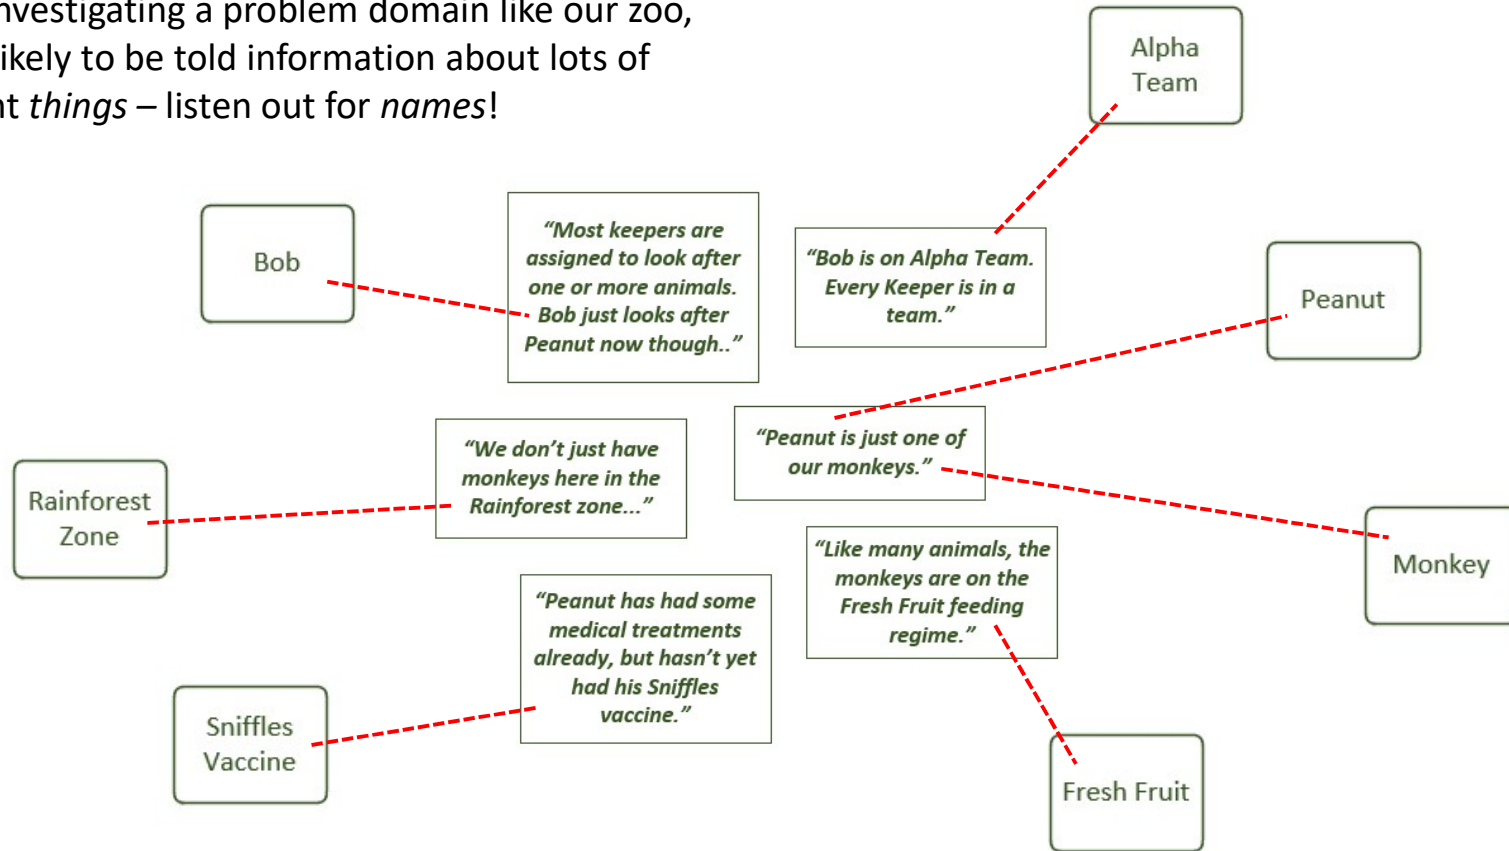 nvestigating a problem domain like our zoo,
ikely to be told information about lots of
nt things – listen out for names!
Alpha
Team
Bob
“Most keepers are
assigned to look after
one or more animals.
Bob just looks after
Peanut now though..”
“Bob is on Alpha Team.
Every Keeper is in a
team.”
Peanut
Rainforest
Zone
“We don’t just have
monkeys here in the
Rainforest zone...”
“Peanut is just one of
our monkeys.”
Monkey
“Like many animals, the
monkeys are on the
Fresh Fruit feeding
regime.”
“Peanut has had some
medical treatments
already, but hasn’t yet
had his Sniffles
vaccine.”
Sniffles
Vaccine
Fresh Fruit